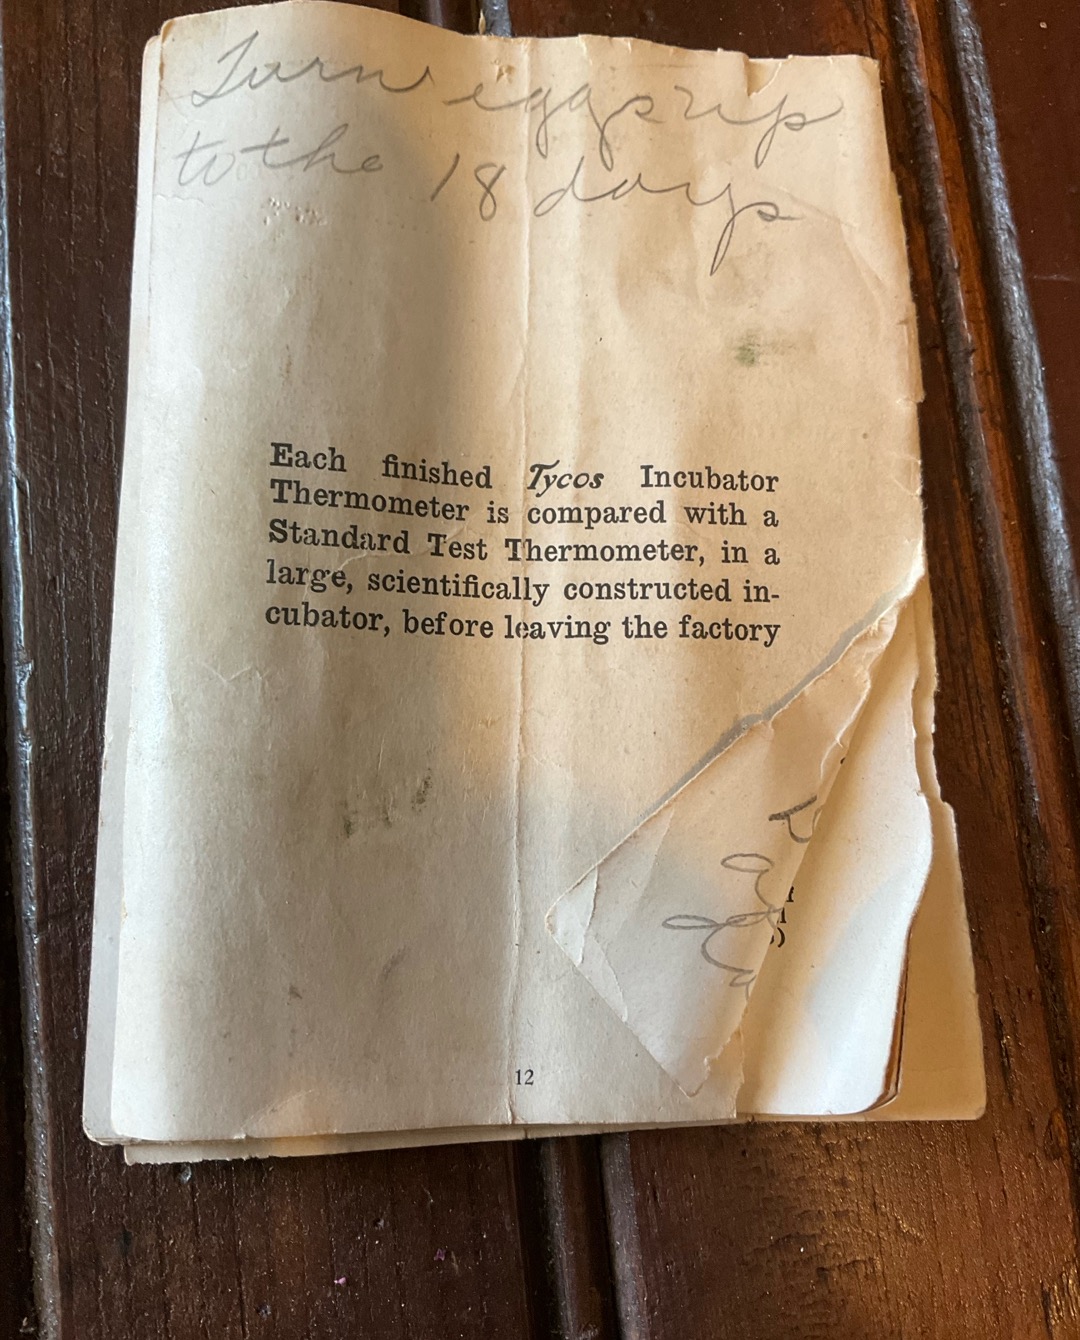 Turn eggs up
to the 18 days
Each finished Tycos Incubator
Thermometer is compared with a
Standard Test Thermometer, in a
large, scientifically constructed in-
cubator, before leaving the factory
12